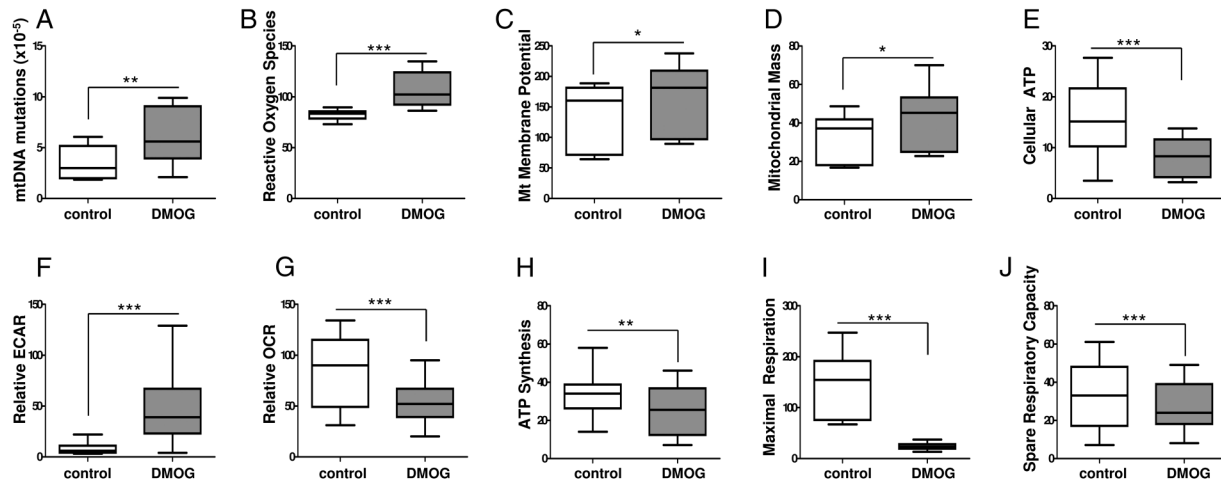 A
mtDNA mutations (x10-5)
15
10
5
0
**
control
DMOG
B
Reactive Oxygen Species
150
100
50
0
***
control
DMOG
C
Mt Membrane Potential
250
200
150
100
50
0
*
control
DMOG
D
Mitochondrial Mass
80
60
40
20
0
*
control
DMOG
E
Cellular ATP
30
20
10
0
***
control
DMOG
F
Relative ECAR
150
100
50
0
***
control
DMOG
G
Relative OCR
150
100
50
0
***
control
DMOG
H
ATP Synthesis
80
60
40
20
0
**
control
DMOG
I
Maximal Respiration
300
200
100
0
***
control
DMOG
J
Spare Respiratory Capacity
80
60
40
20
0
***
control
DMOG